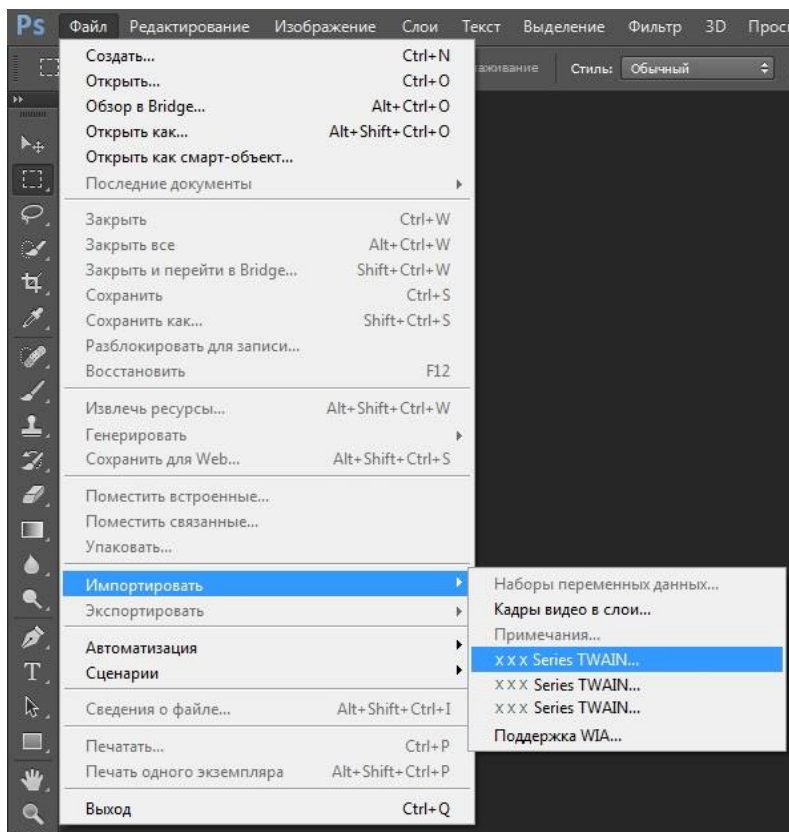 Ps Файл Редактирование Изображение Слои Текст Выделение Фильтр 3D
Стиль: Обычный
Создать... Ctrl+N
Открыть... Ctrl+O
Обзор в Bridge... Alt+Ctrl+O
Открыть как... Alt+Shift+Ctrl+O
Открыть как смарт-объект...
Последние документы
Закрыть Ctrl+W
Закрыть все Alt+Ctrl+W
Закрыть и перейти в Bridge... Shift+Ctrl+W
Сохранить Ctrl+S
Сохранить как... Shift+Ctrl+S
Разблокировать для записи...
Восстановить F12
Извлечь ресурсы... Alt+Shift+Ctrl+W
Генерировать
Сохранить для Web... Alt+Shift+Ctrl+S
Поместить встроенные...
Поместить связанные...
Упаковать...
Импортировать
Экспортировать
Автоматизация
Сценарии
Сведения о файле... Alt+Shift+Ctrl+I
Печатать... Ctrl+P
Печать одного экземпляра Alt+Shift+Ctrl+P
Выход Ctrl+Q
Наборы переменных данных...
Кадры видео в слои...
Примечания...
x x x Series TWAIN...
x x x Series TWAIN...
x x x Series TWAIN...
Поддержка WIA...